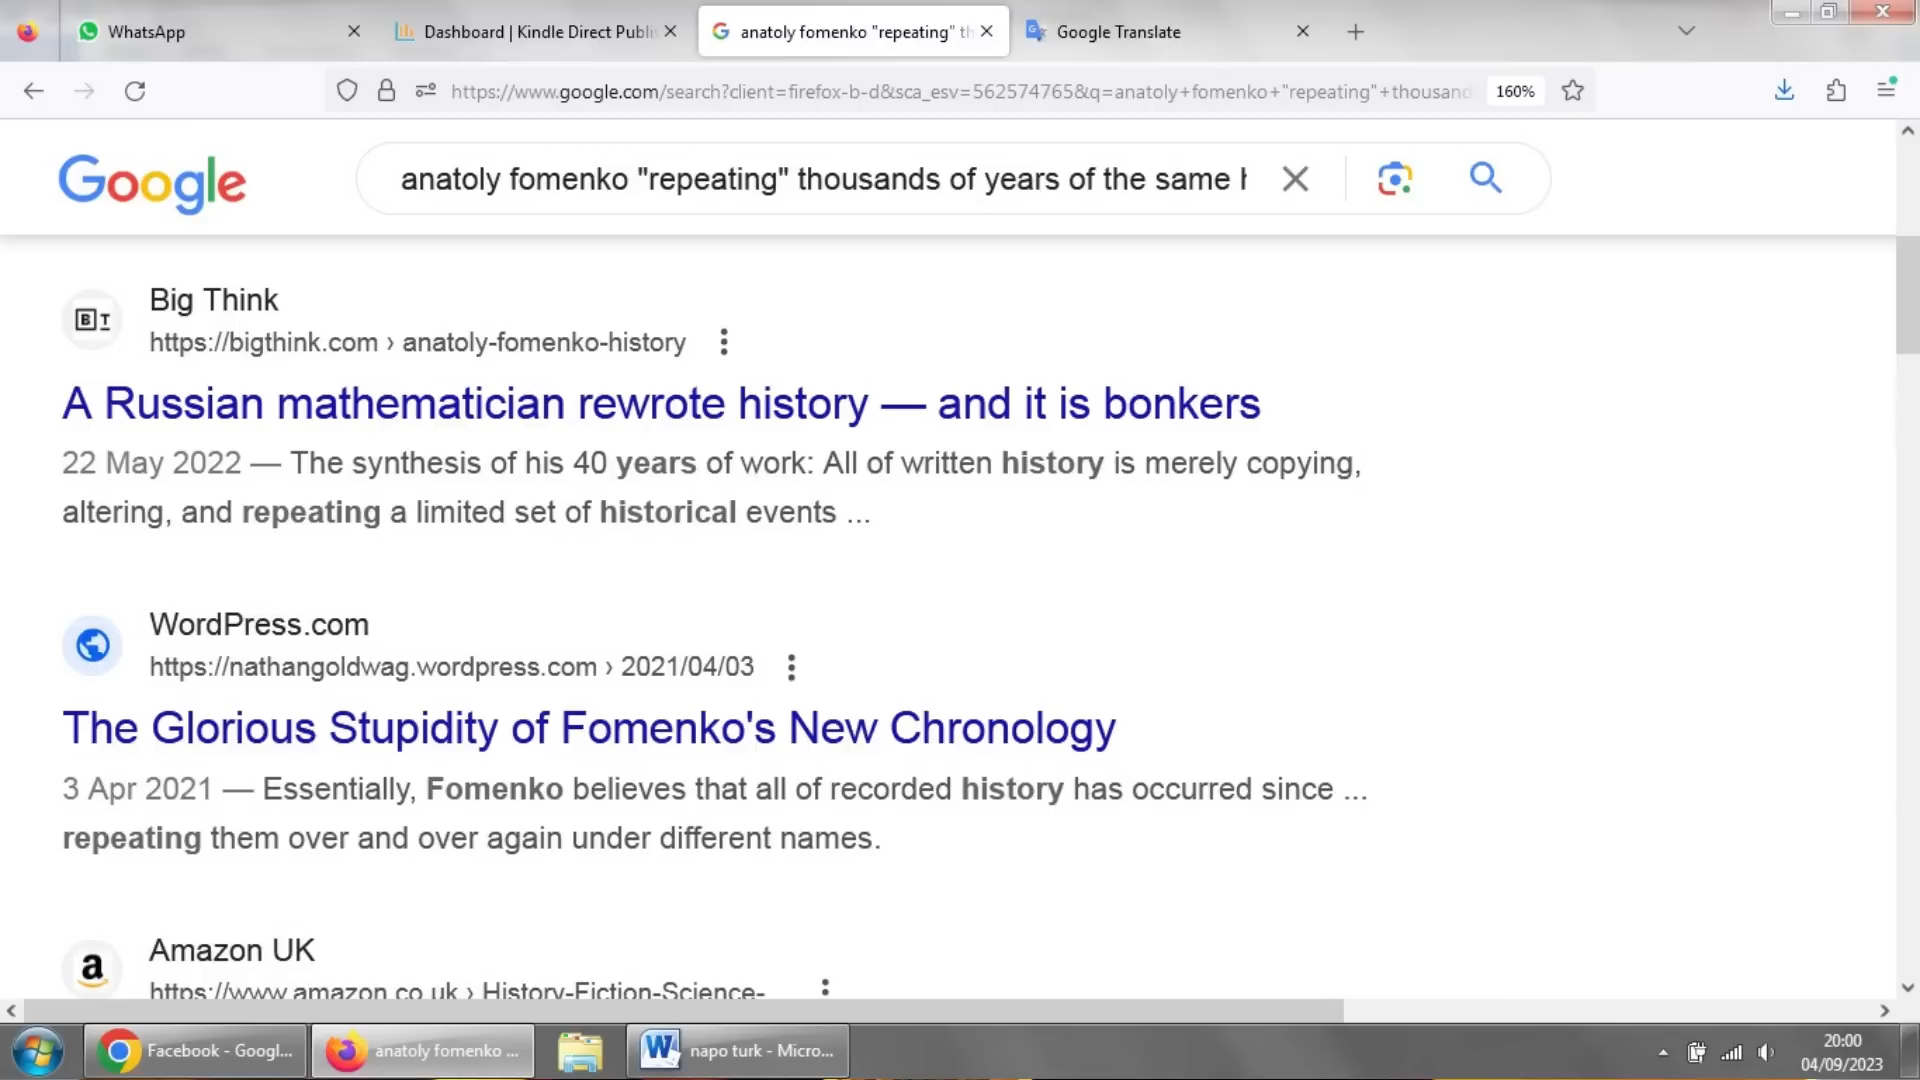 WhatsApp
Dashboard | Kindle Direct Publi
anatoly fomenko "repeating" th
Google Translate
https://www.google.com/search?client=firefox-b-d&sca_esv=562574765&q=anatoly+fomenko+"repeating"+thousand
160%
Google
anatoly fomenko "repeating" thousands of years of the same h
BT
Big Think
https://bigthink.com › anatoly-fomenko-history
A Russian mathematician rewrote history — and it is bonkers
22 May 2022 — The synthesis of his 40 years of work: All of written history is merely copying,
altering, and repeating a limited set of historical events ...
WordPress.com
https://nathangoldwag.wordpress.com › 2021/04/03
The Glorious Stupidity of Fomenko's New Chronology
3 Apr 2021 — Essentially, Fomenko believes that all of recorded history has occurred since ...
repeating them over and over again under different names.
a
Amazon UK
https://www.amazon.co.uk › History-Fiction-Science-
Facebook - Googl...
anatoly fomenko ...
napo turk - Micro...
20:00
04/09/2023